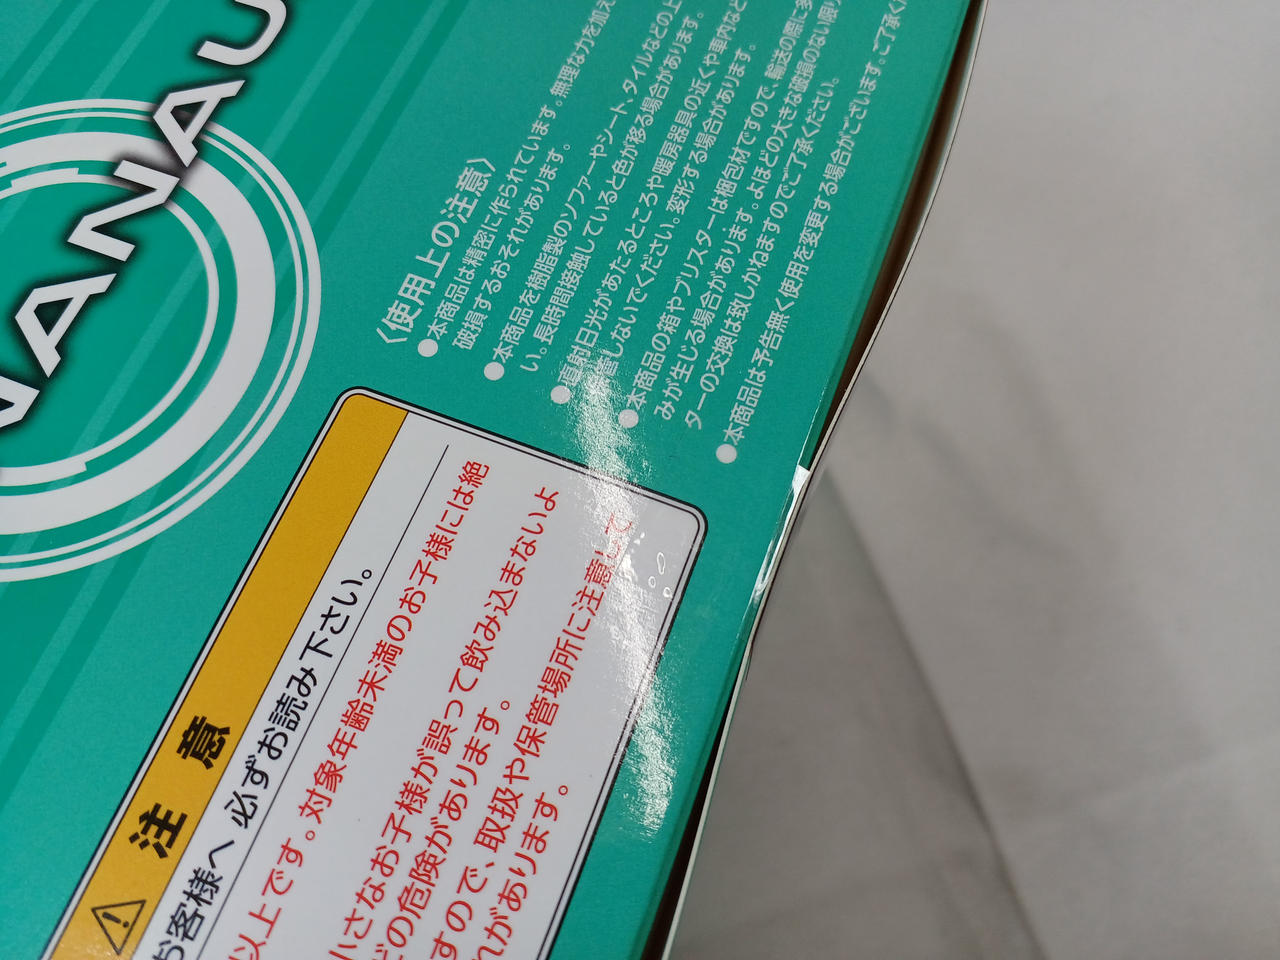 NANAU
〈使用上の注意〉
●本商品は精密に作られています。無理な力を加え
破損するおそれがあります。
●本商品を樹脂製のソファーやシート、タイルなどの上
い。長時間接触していると色が移る場合があります。
●直射日光があたるところや暖房器具の近くや車内など
管しないでください。変形する場合があります。
●本商品の箱やブリスターは梱包材ですので、輸送の際に多
みが生じる場合があります。よほどの大きな破損のない限り
ターの交換は致しかねますのでご了承ください。
●本商品は予告無く使用を変更する場合がございます。ご了承く
注意
お客様へ 必ずお読み下さい。
以上です。対象年齢未満のお子様には絶
小さなお子様が誤って飲み込まないよ
どの危険があります。
すので、取扱や保管場所に注意して
れがあります。